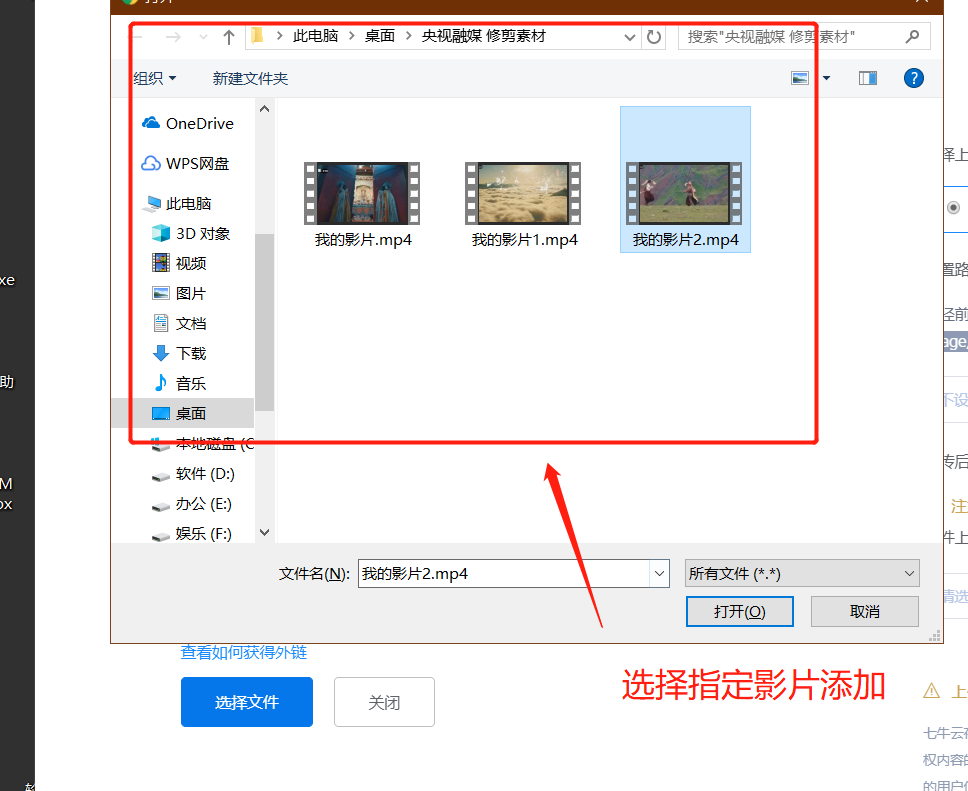 此电脑 > 桌面 > 央视融媒 修剪素材
搜索"央视融媒 修剪素材"
组织
新建文件夹
OneDrive
WPS网盘
此电脑
3D 对象
视频
图片
文档
下载
音乐
桌面
本地磁盘 (C
软件 (D:)
办公 (E:)
娱乐 (F:)
我的影片.mp4
我的影片1.mp4
我的影片2.mp4
文件名(N):
我的影片2.mp4
所有文件 (*.*)
打开(O)
取消
查看如何获得外链
选择文件
关闭
选择指定影片添加
xe
助
M
ox
择上
置路
径前
age/
不设
传后
注
件上
请选
上
七牛云存
权内容的
的用户